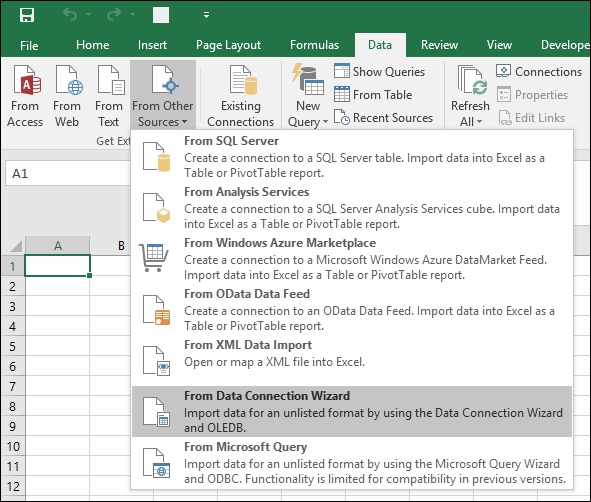 File Home Insert Page Layout Formulas Data Review View Develope
From Access
From Web
From Text
From Other Sources
Existing Connections
New Query
Show Queries
From Table
Recent Sources
Refresh All
Connections
Properties
Edit Links
Get Ext
A1
From SQL Server
Create a connection to a SQL Server table. Import data into Excel as a
Table or PivotTable report.
From Analysis Services
Create a connection to a SQL Server Analysis Services cube. Import data
into Excel as a Table or PivotTable report.
From Windows Azure Marketplace
Create a connection to a Microsoft Windows Azure DataMarket Feed.
Import data into Excel as a Table or PivotTable report.
From OData Data Feed
Create a connection to an OData Data Feed. Import data into Excel as a
Table or PivotTable report.
From XML Data Import
Open or map a XML file into Excel.
From Data Connection Wizard
Import data for an unlisted format by using the Data Connection Wizard
and OLEDB.
From Microsoft Query
Import data for an unlisted format by using the Microsoft Query Wizard
and ODBC. Functionality is limited for compatibility in previous versions.
A B
1
2
3
4
5
6
7
8
9
10
11
12